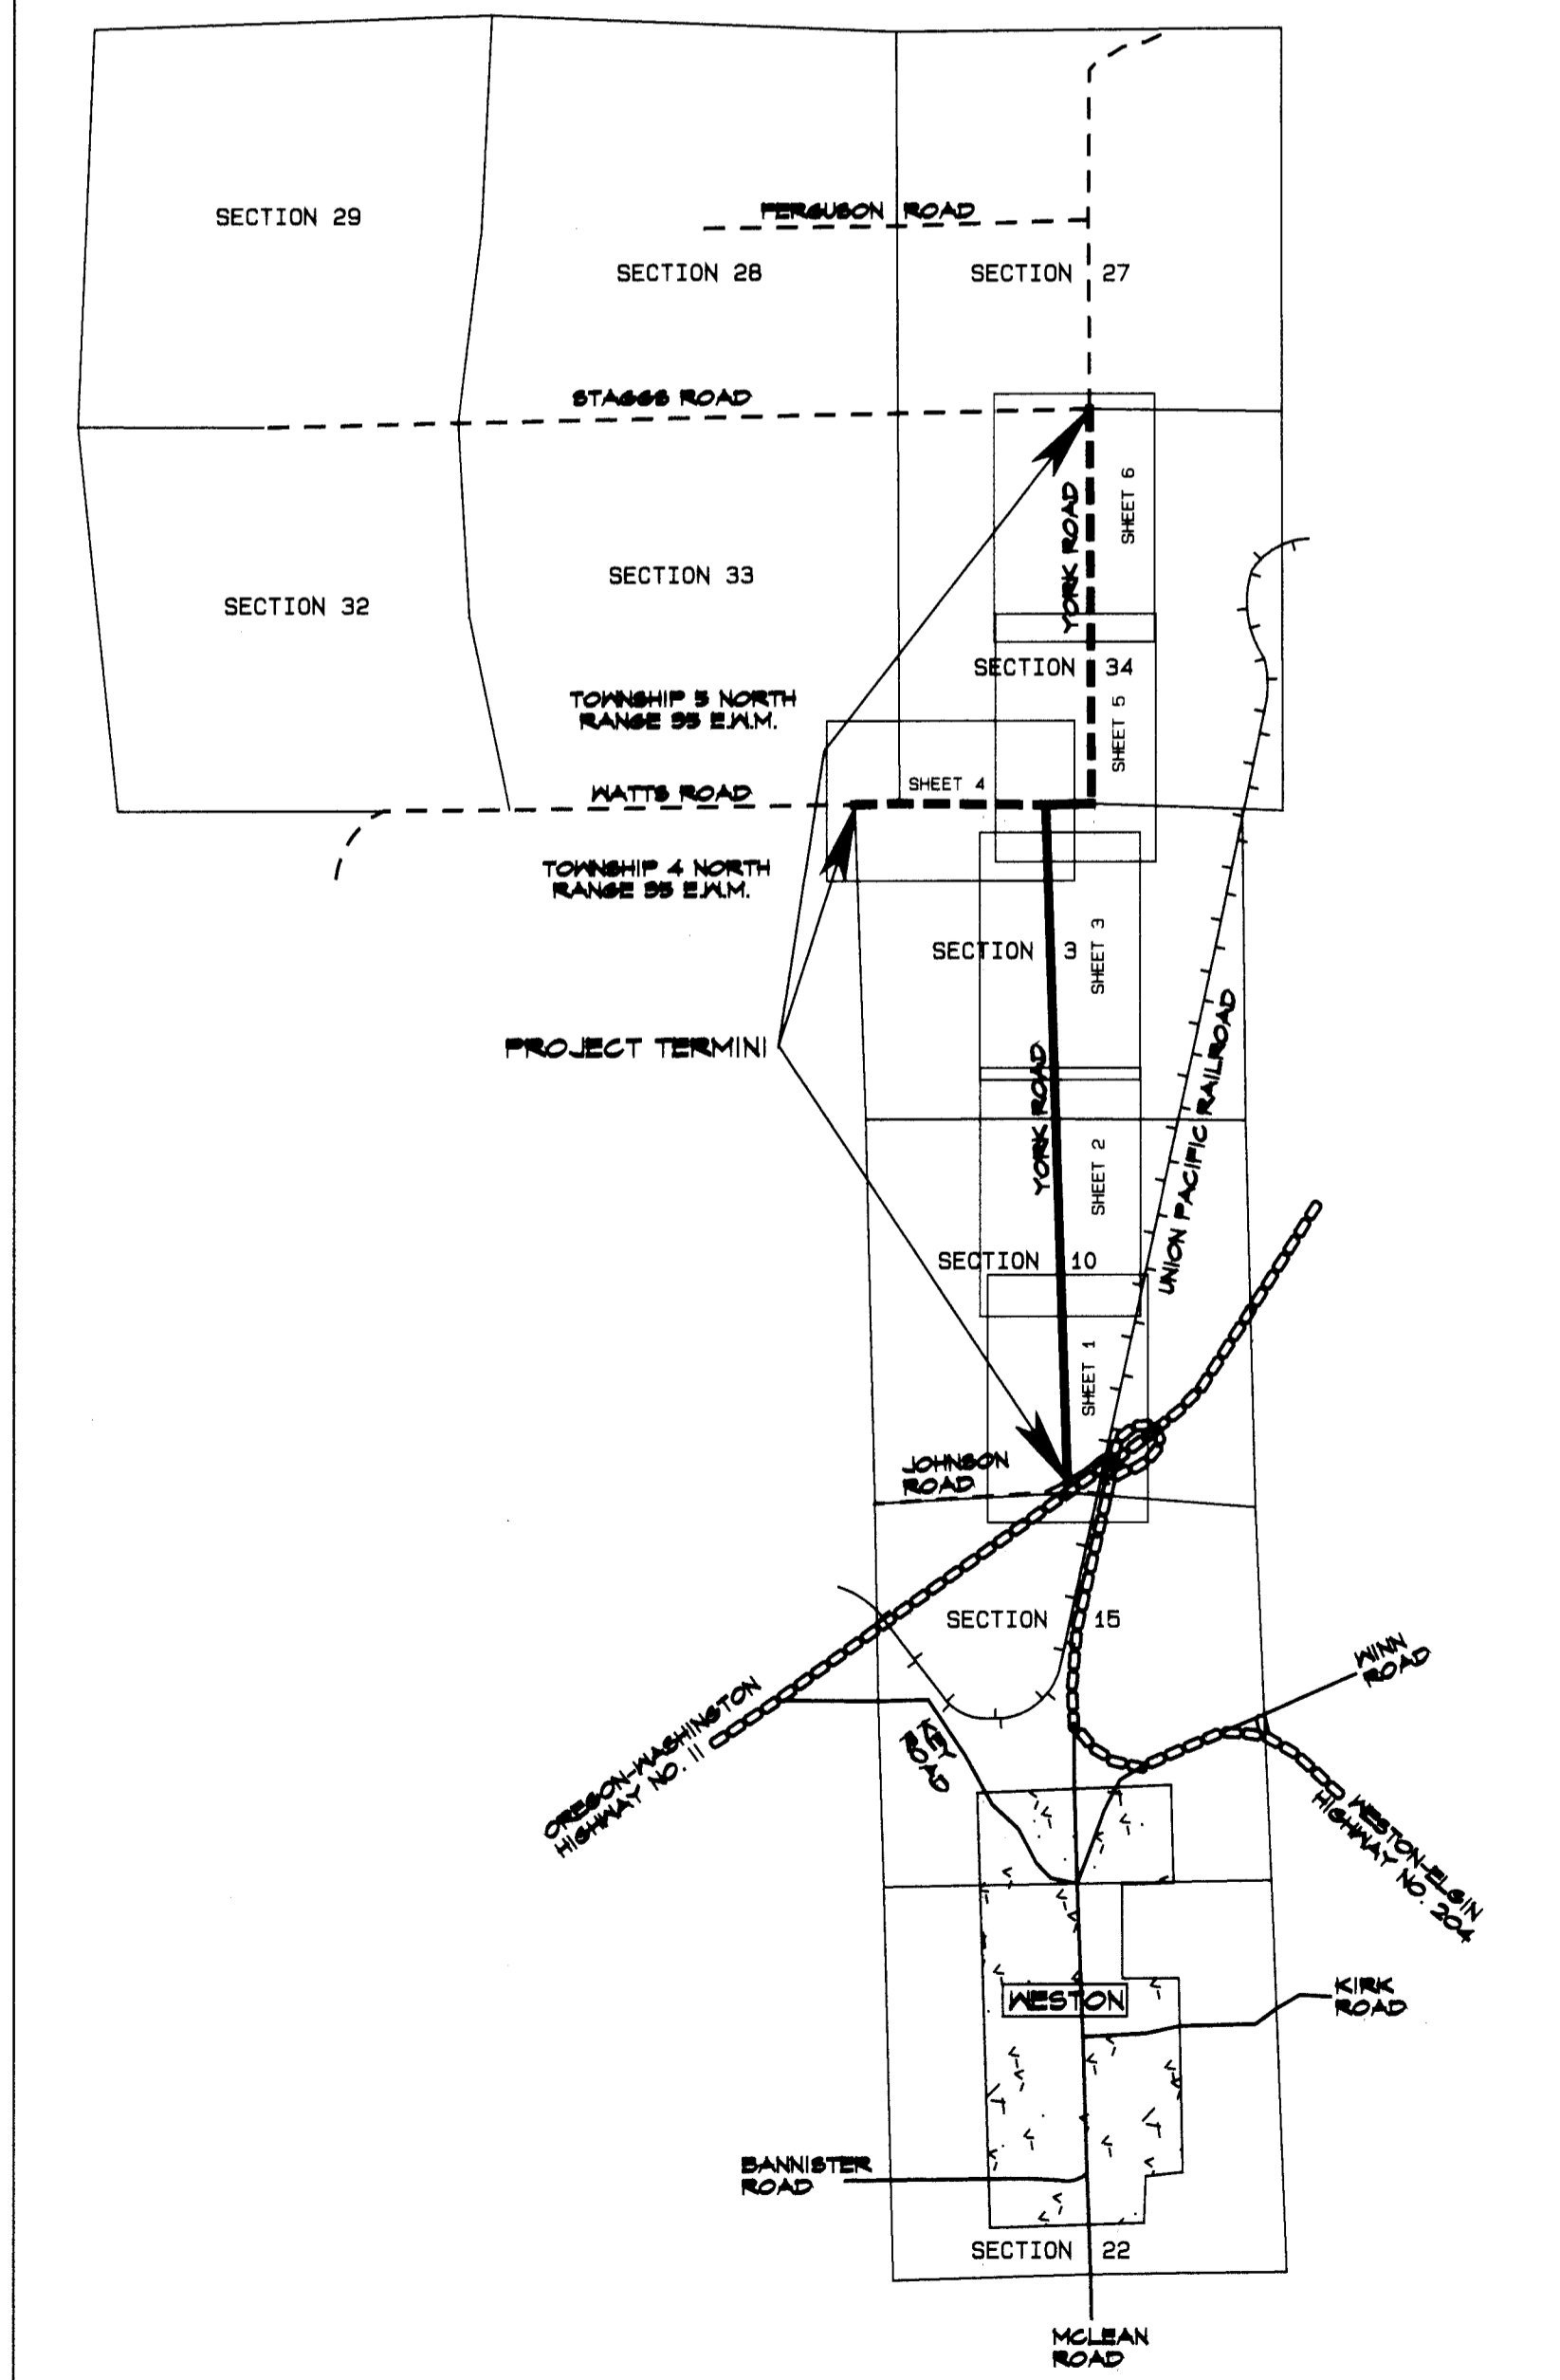 FERGUSON ROAD
SECTION 29
SECTION 28
SECTION 27
STAGGS ROAD
SHEET 6
YORK ROAD
SECTION 33
SECTION 32
SECTION 34
TOWNSHIP 5 NORTH
RANGE 35 E.W.M.
SHEET 5
SHEET 4
WATTS ROAD
TOWNSHIP 4 NORTH
RANGE 35 E.W.M.
SECTION 3
SHEET 3
PROJECT TERMINI
YORK ROAD
UNION PACIFIC RAILROAD
SHEET 2
SECTION 10
SHEET 1
JOHNSON
ROAD
SECTION 15
WINN
ROAD
OREGON-WASHINGTON
HIGHWAY NO. 11
KEY
ROAD
WESTON-ELGIN
HIGHWAY NO. 204
WESTON
KIRK
ROAD
BANNISTER
ROAD
SECTION 22
MCLEAN
ROAD